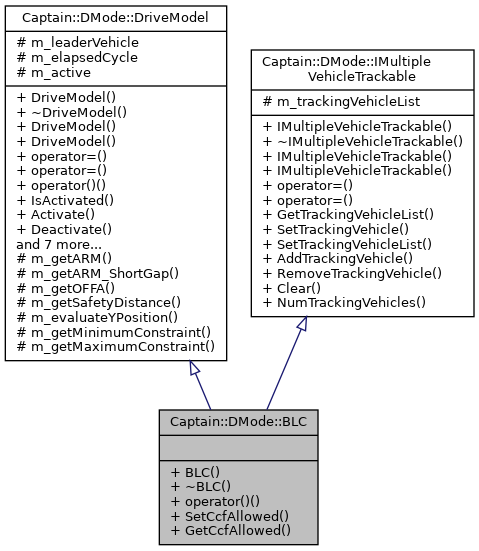 Captain::DMode::DriveModel
# m_leaderVehicle
# m_elapsedCycle
# m_active
+ DriveModel()
+ ~DriveModel()
+ DriveModel()
+ DriveModel()
+ operator=()
+ operator=()
+ operator()()
+ IsActivated()
+ Activate()
+ Deactivate()
and 7 more...
# m_getARM()
# m_getARM_ShortGap()
# m_getOFFA()
# m_getSafetyDistance()
# m_evaluateYPosition()
# m_getMinimumConstraint()
# m_getMaximumConstraint()
Captain::DMode::IMultiple
VehicleTrackable
# m_trackingVehicleList
+ IMultipleVehicleTrackable()
+ ~IMultipleVehicleTrackable()
+ IMultipleVehicleTrackable()
+ IMultipleVehicleTrackable()
+ operator=()
+ operator=()
+ GetTrackingVehicleList()
+ SetTrackingVehicle()
+ SetTrackingVehicleList()
+ AddTrackingVehicle()
+ RemoveTrackingVehicle()
+ Clear()
+ NumTrackingVehicles()
Captain::DMode::BLC
+ BLC()
+ ~BLC()
+ operator()()
+ SetCcfAllowed()
+ GetCcfAllowed()